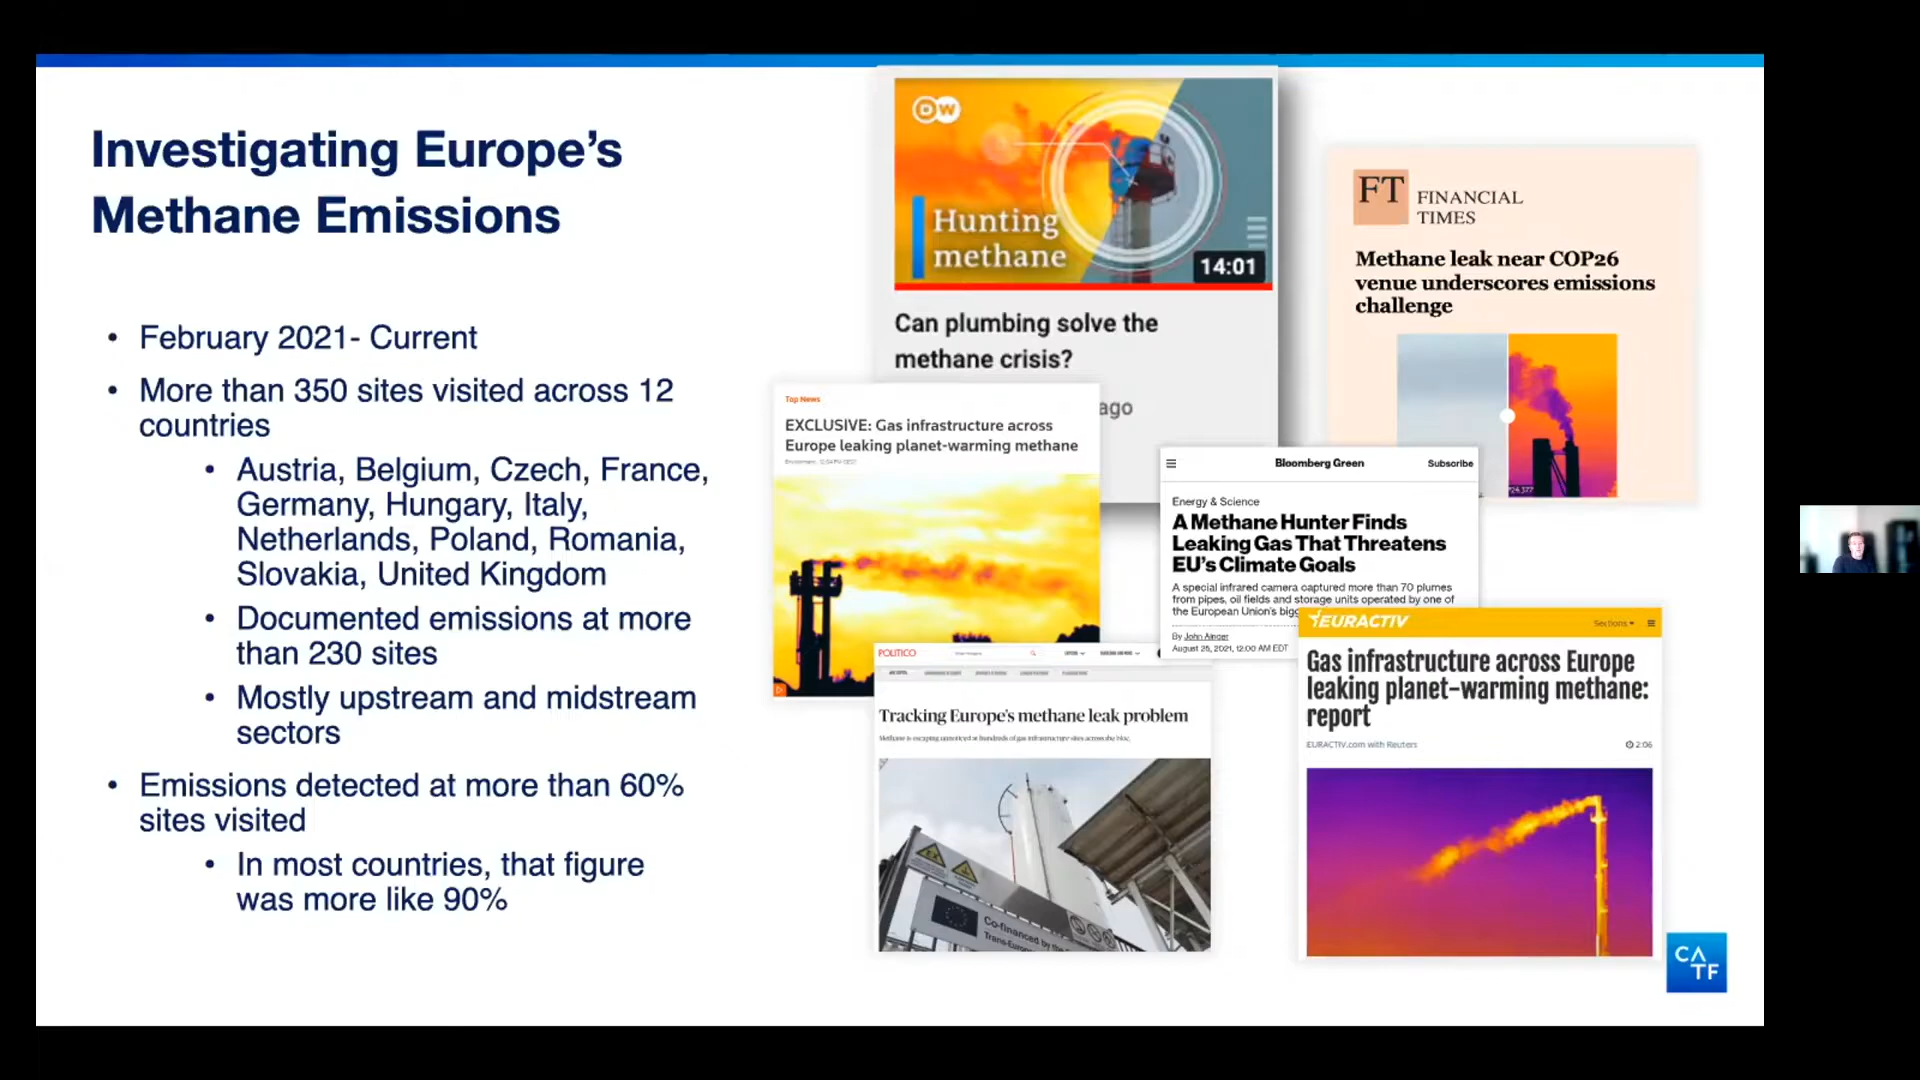 Investigating Europe's
Methane Emissions
• February 2021- Current
• More than 350 sites visited across 12
countries
• Austria, Belgium, Czech, France,
Germany, Hungary, Italy,
Netherlands, Poland, Romania,
Slovakia, United Kingdom
• Documented emissions at more
than 230 sites
• Mostly upstream and midstream
sectors
• Emissions detected at more than 60%
sites visited
• In most countries, that figure
was more like 90%
DW
Hunting
methane
14:01
Can plumbing solve the
methane crisis?
ago
FT FINANCIAL
TIMES
Methane leak near COP26
venue underscores emissions
challenge
Top News
EXCLUSIVE: Gas infrastructure across
Europe leaking planet-warming methane
Bloomberg Green
Subscribe
Energy & Science
A Methane Hunter Finds
Leaking Gas That Threatens
EU's Climate Goals
A special infrared camera captured more than 70 plumes
from pipes, oil fields and storage units operated by one of
the European Union's bigg
By John Ainger
August 25, 2021, 12:00 AM EDT
POLITICO
Tracking Europe's methane leak problem
Methane is escaping unnoticed at hundreds of gas infrastructure sites across the bloc.
Co-financed by the
Trans-Euro
EURACTIV
Sections
Gas infrastructure across Europe
leaking planet-warming methane:
report
EURACTIV.com with Reuters
2:06
CATF